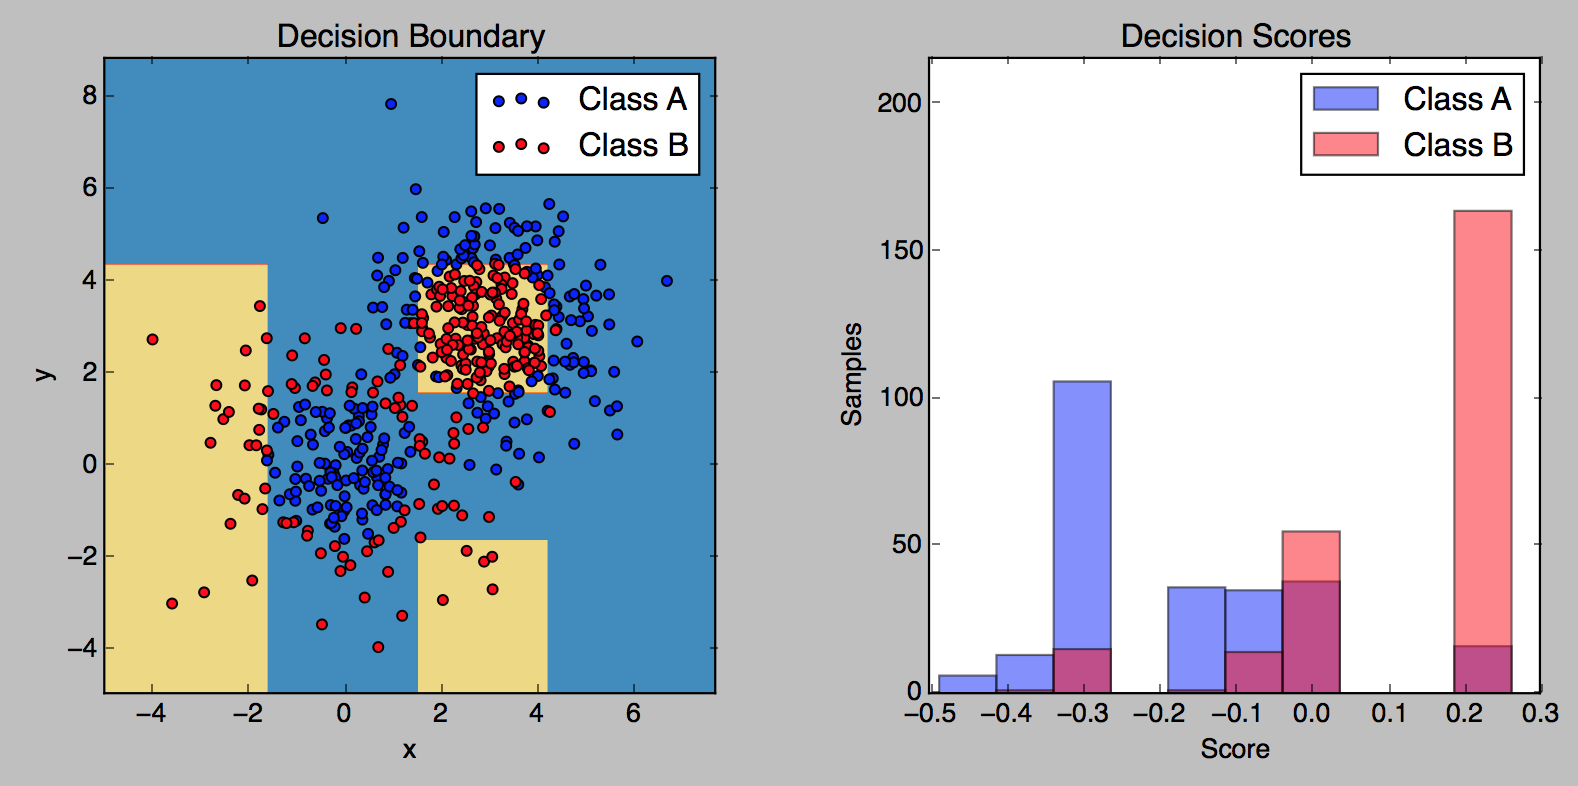 Decision Boundary
Class A
Class B
8
6
4
2
0
−2
−4
y
−4 −2 0 2 4 6
x
Decision Scores
Class A
Class B
200
150
100
50
0
Samples
−0.5 −0.4 −0.3 −0.2 −0.1 0.0 0.1 0.2 0.3
Score